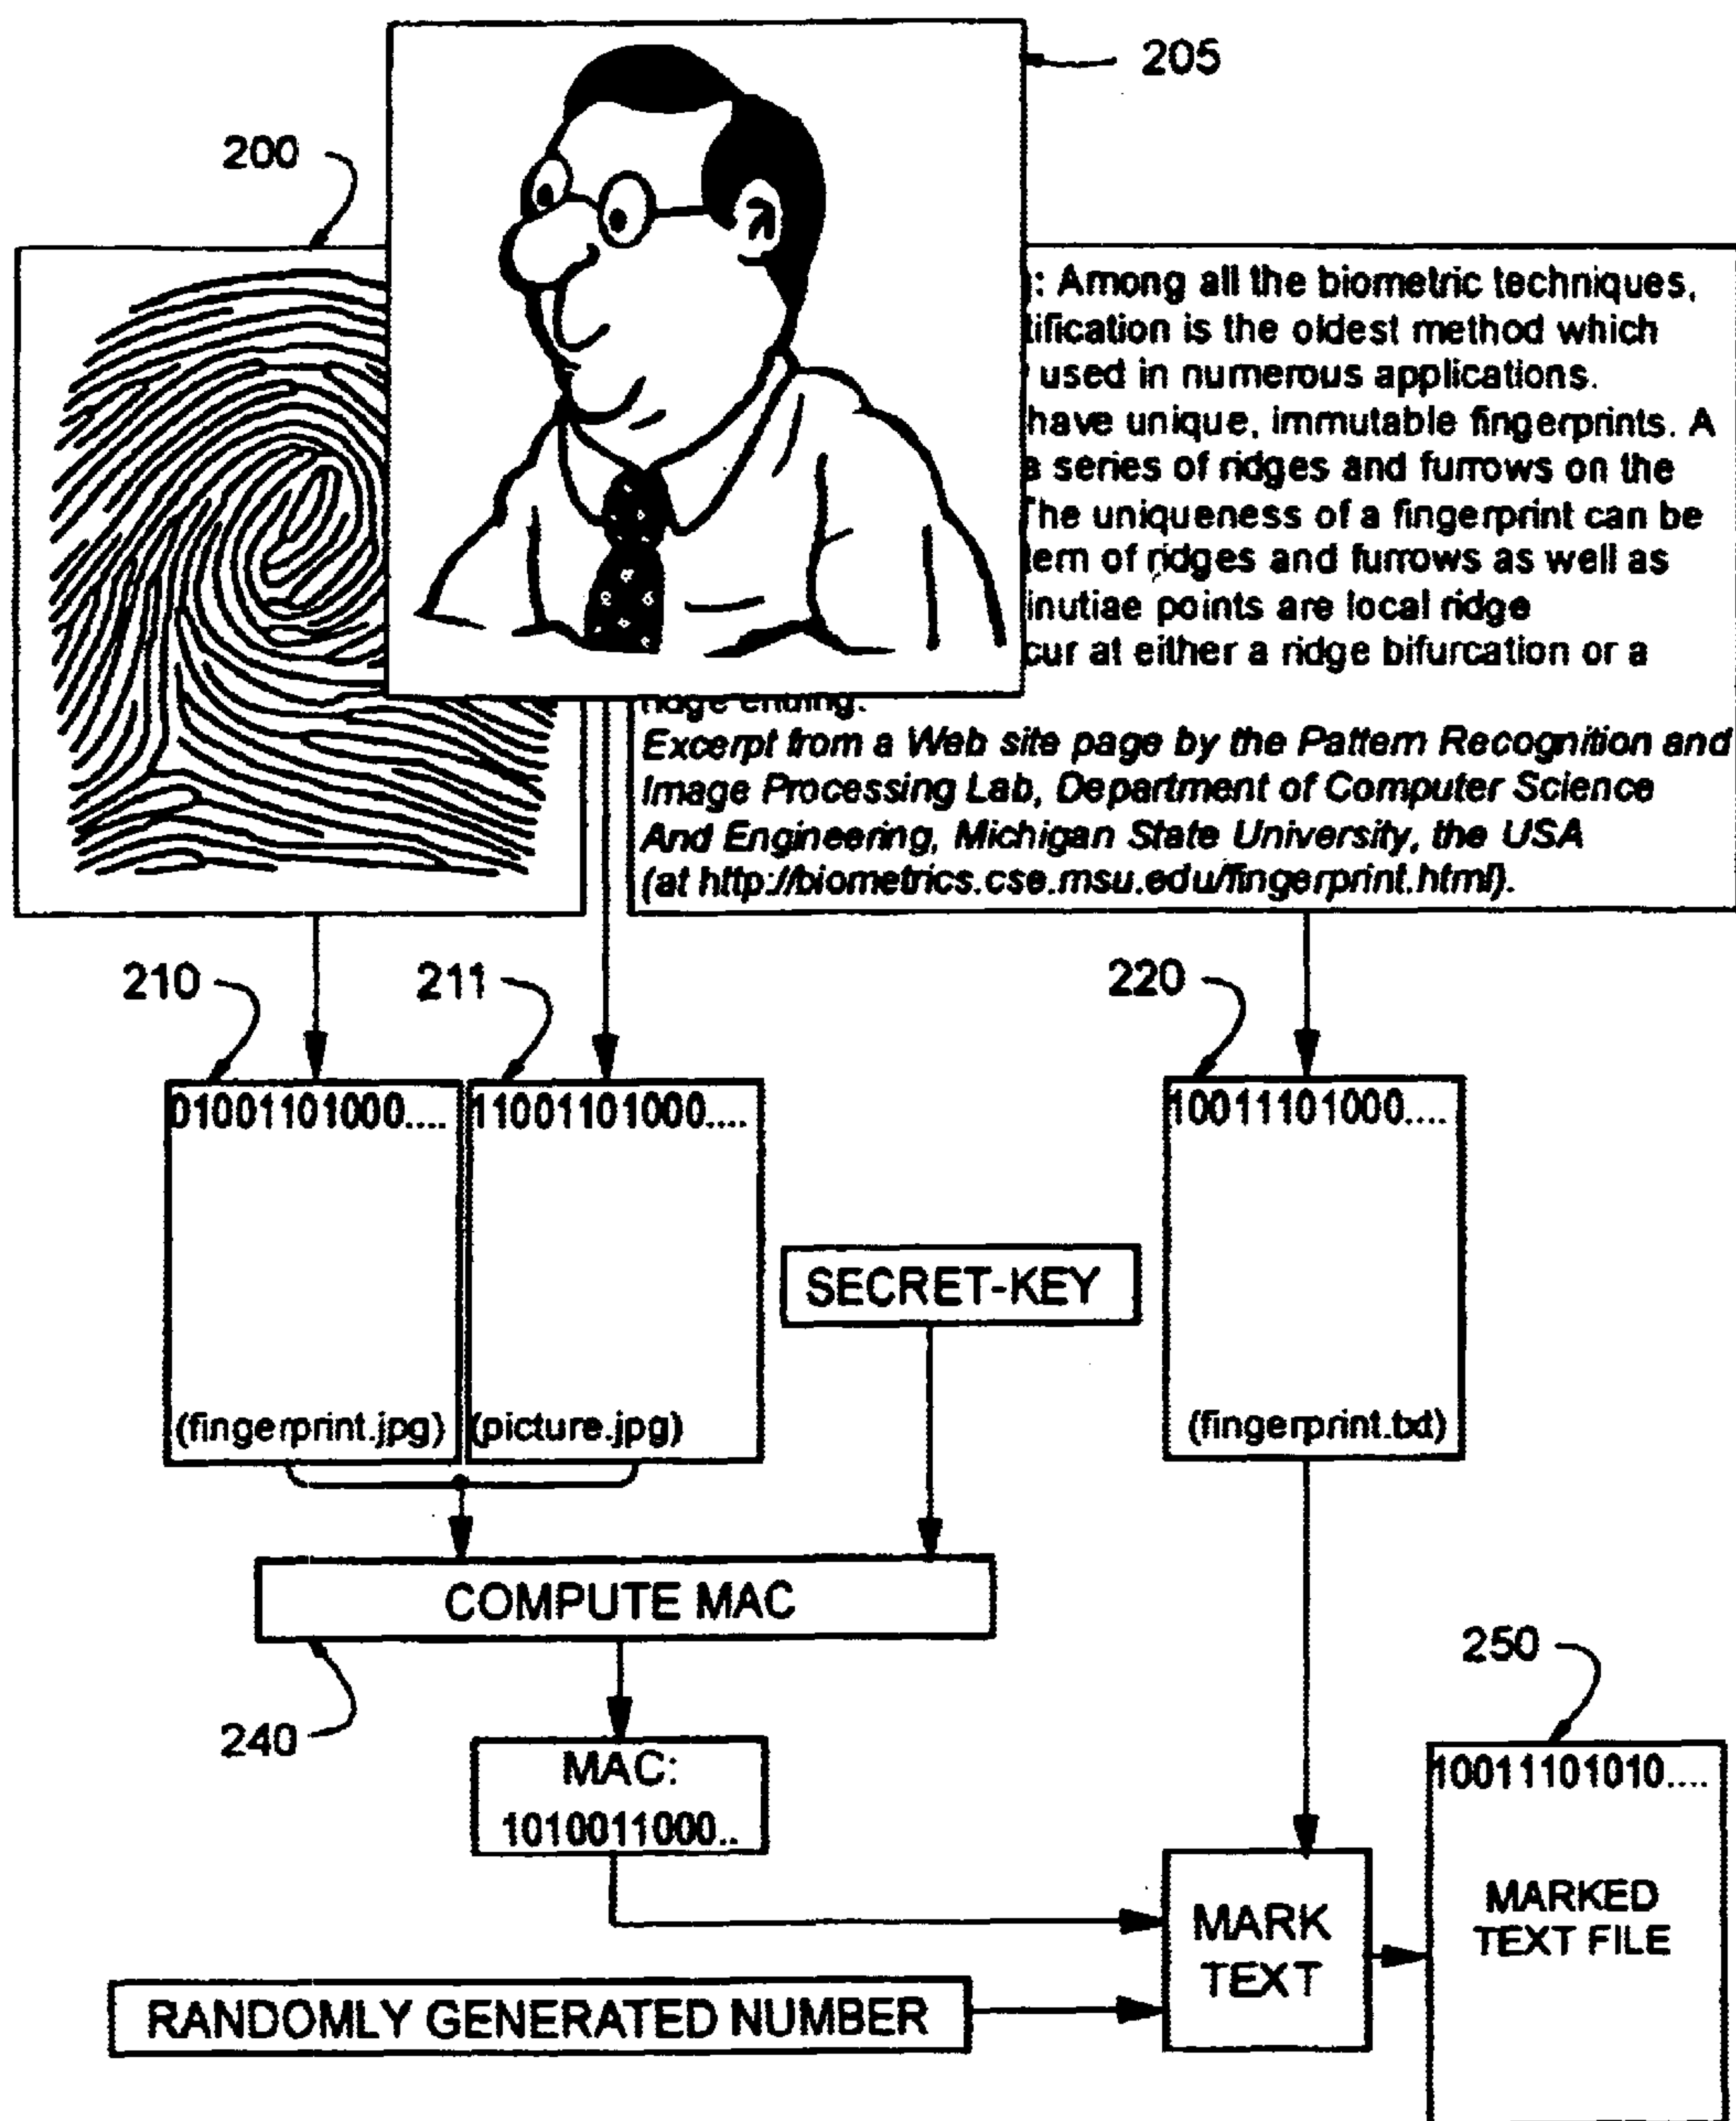 205
200
: Among all the biometric techniques,
tification is the oldest method which
used in numerous applications.
have unique, immutable fingerprints. A
a series of ridges and furrows on the
The uniqueness of a fingerprint can be
tern of ridges and furrows as well as
inutiae points are local ridge
cur at either a ridge bifurcation or a
ridge ending.
Excerpt from a Web site page by the Pattern Recognition and
Image Processing Lab, Department of Computer Science
And Engineering, Michigan State University, the USA
(at http://biometrics.cse.msu.edu/fingerprint.html).
210 211 220
01001101000.... 11001101000.... 10011101000....
SECRET-KEY
(fingerprint.jpg) (picture.jpg) (fingerprint.txt)
COMPUTE MAC
240
250
MAC:
1010011000..
10011101010....
MARK
TEXT
MARKED
TEXT FILE
RANDOMLY GENERATED NUMBER